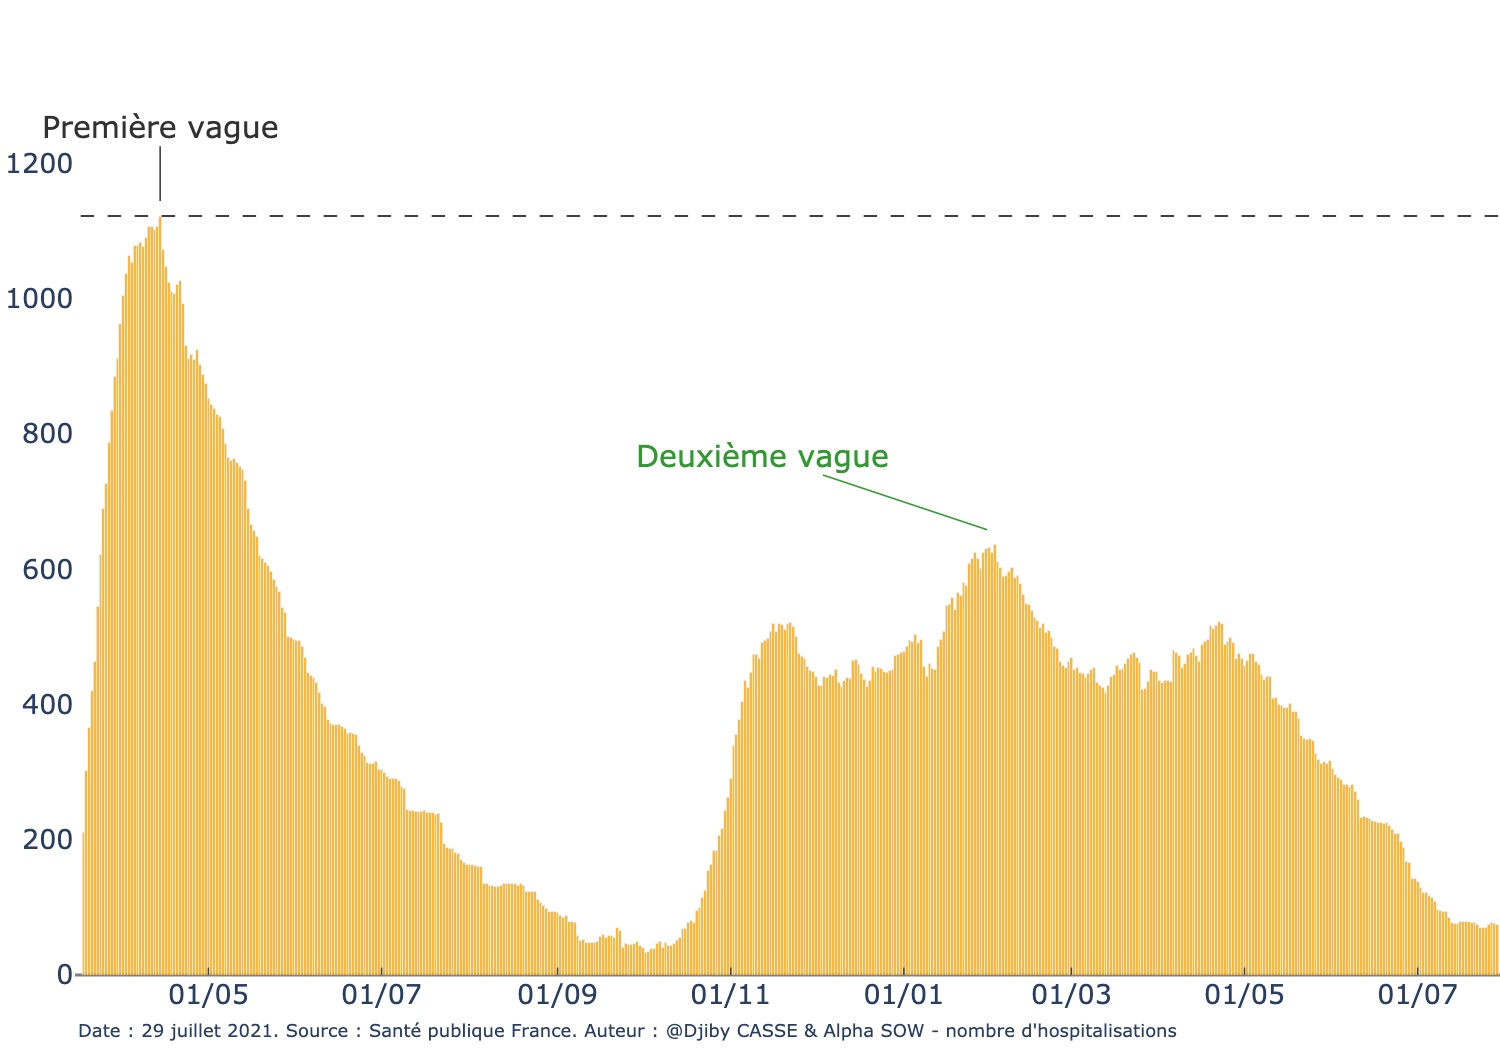 Première vague
1200
1000
800
Deuxième vague
600
400
200
0
01/05 01/07 01/09 01/11 01/01 01/03 01/05 01/07
Date : 29 juillet 2021. Source : Santé publique France. Auteur : @Djiby CASSE & Alpha SOW - nombre d'hospitalisations